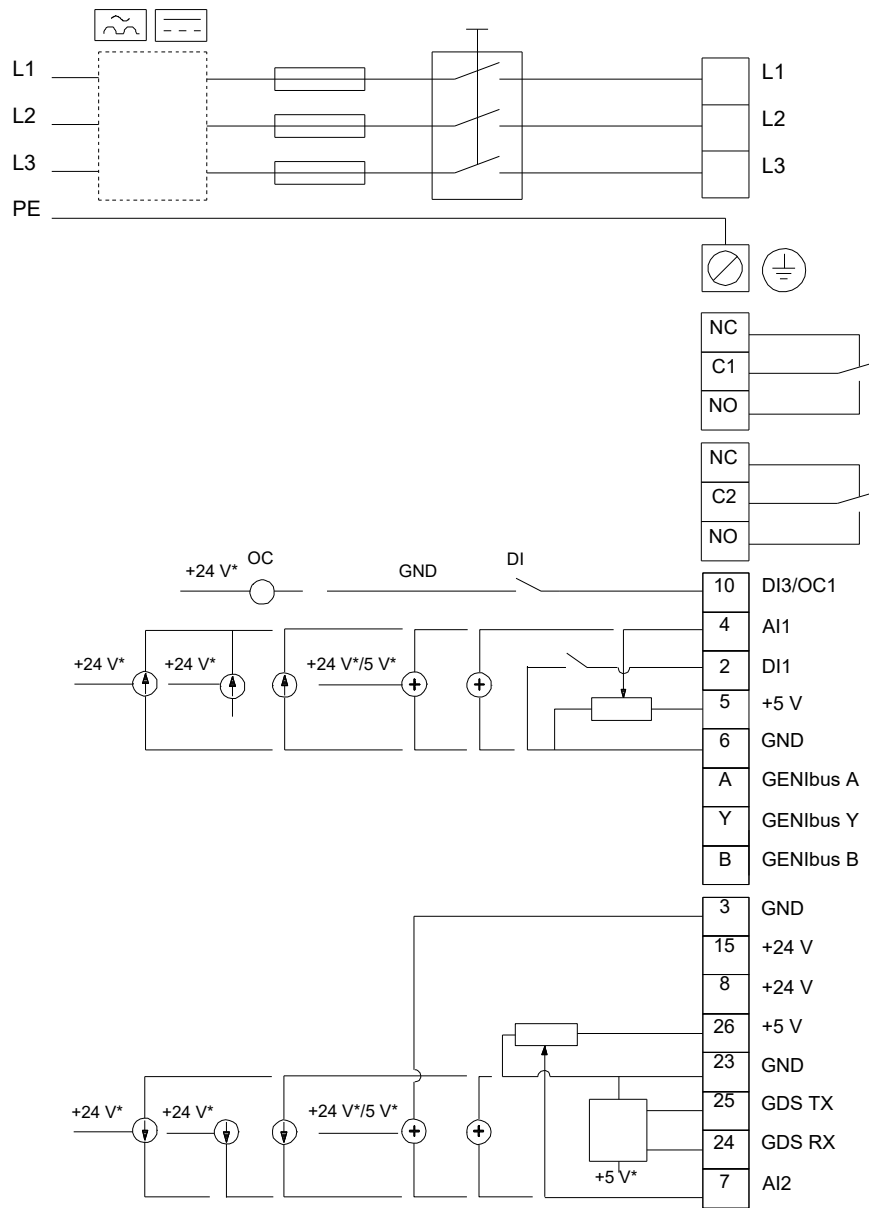 L1 L1
L2 L2
L3 L3
PE
NC
C1
NO
NC
C2
NO
+24 V* OC GND DI 10 DI3/OC1
4 AI1
+24 V* +24 V* +24 V*/5 V* 2 DI1
5 +5 V
6 GND
A GENIbus A
Y GENIbus Y
B GENIbus B
3 GND
15 +24 V
8 +24 V
26 +5 V
23 GND
+24 V* +24 V* +24 V*/5 V* 25 GDS TX
24 GDS RX
+5 V* 7 AI2